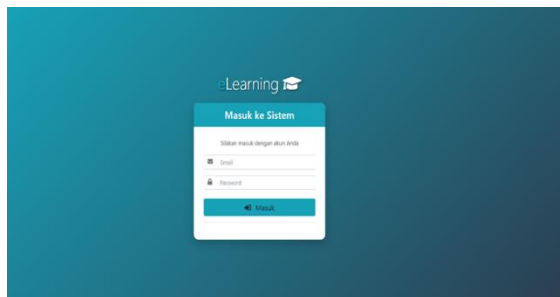 eLearning
Masuk ke Sistem
Silakan masuk dengan akun Anda
Email
Password
Masuk